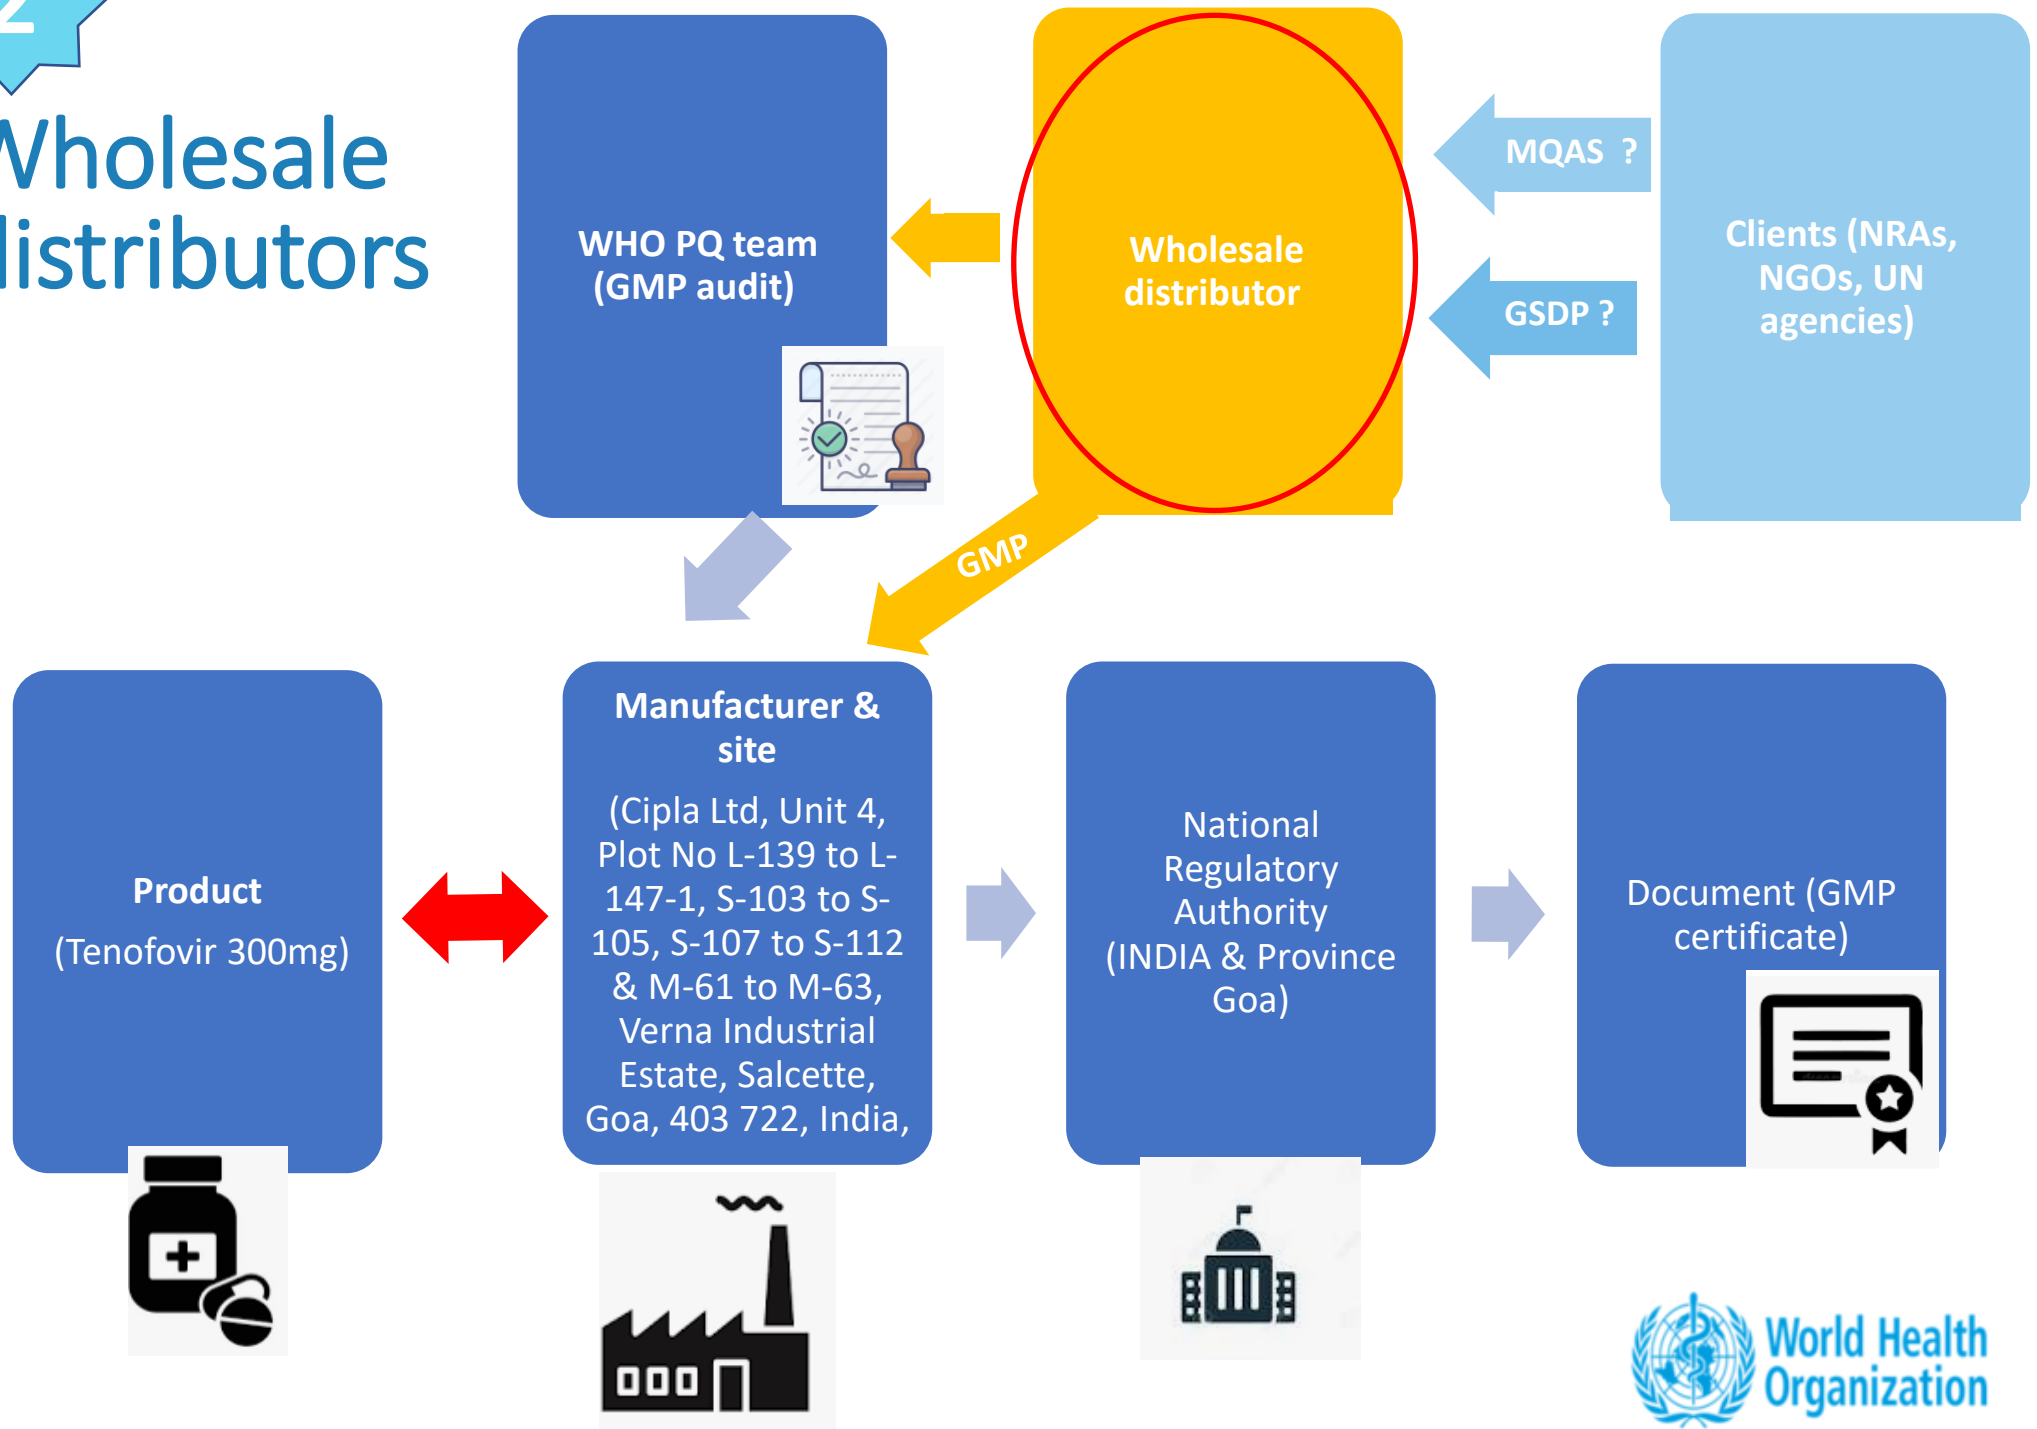 2
Wholesale
distributors
WHO PQ team
(GMP audit)
Wholesale
distributor
MQAS ?
GSDP ?
Clients (NRAs,
NGOs, UN
agencies)
GMP
Product
(Tenofovir 300mg)
Manufacturer &
site
(Cipla Ltd, Unit 4,
Plot No L-139 to L-
147-1, S-103 to S-
105, S-107 to S-112
& M-61 to M-63,
Verna Industrial
Estate, Salcette,
Goa, 403 722, India,
National
Regulatory
Authority
(INDIA & Province
Goa)
Document (GMP
certificate)
World Health
Organization